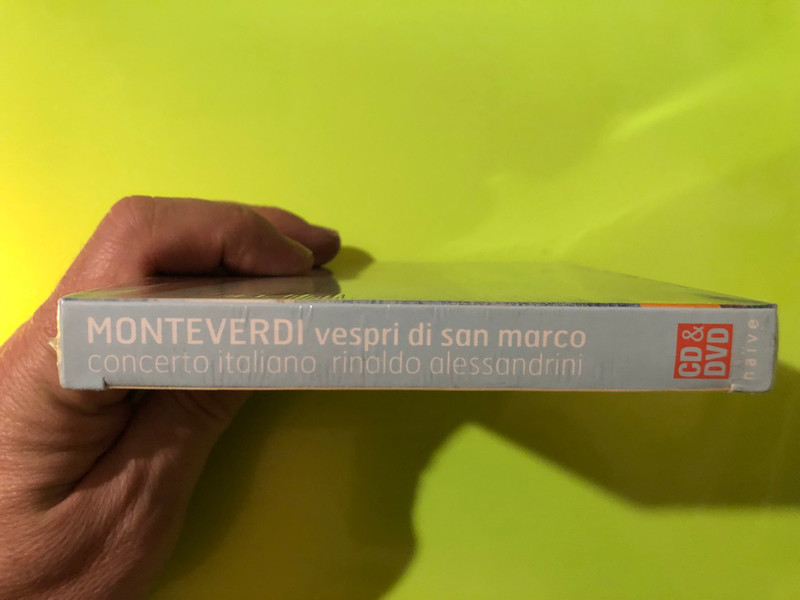 MONTEVERDI vespri di san marco
concerto italiano rinaldo alessandrini
CD &
DVD
naïve